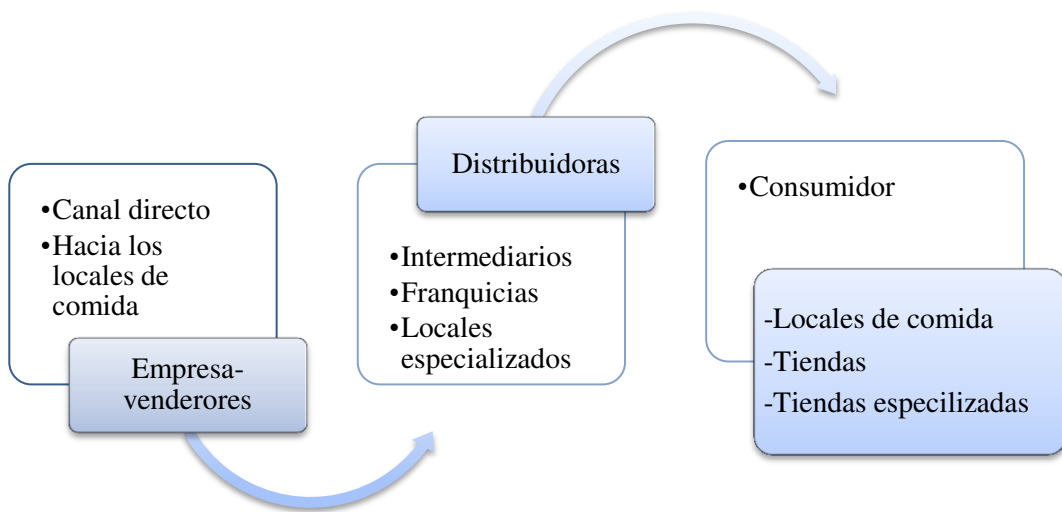 •Canal directo
•Hacia los
locales de
comida
Empresa-
venderores
Distribuidoras
•Intermediarios
•Franquicias
•Locales
especializados
•Consumidor
-Locales de comida
-Tiendas
-Tiendas especilizadas